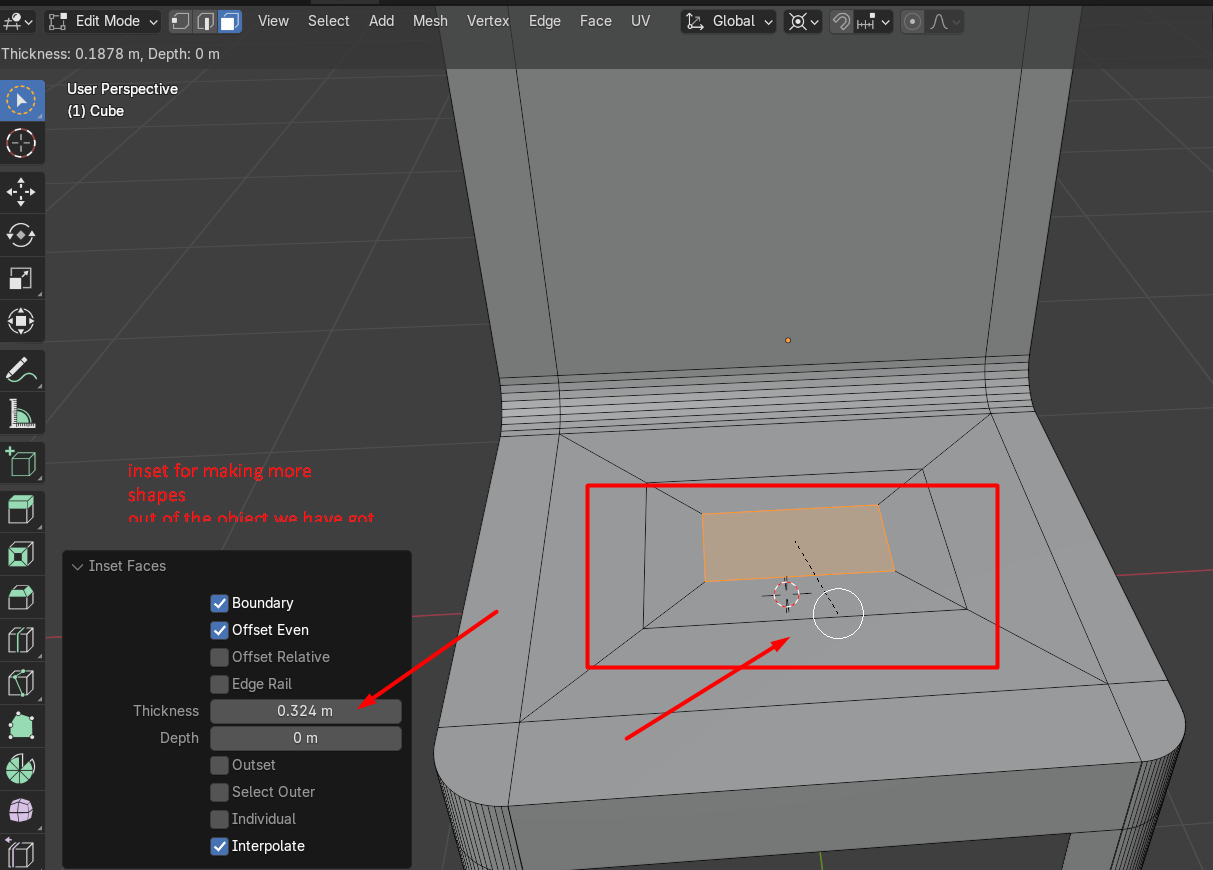 Edit Mode View Select Add Mesh Vertex Edge Face UV Global
Thickness: 0.1878 m, Depth: 0 m
User Perspective
(1) Cube
inset for making more
shapes
out of the object we have got
Inset Faces
Boundary
Offset Even
Offset Relative
Edge Rail
Thickness 0.324 m
Depth 0 m
Outset
Select Outer
Individual
Interpolate